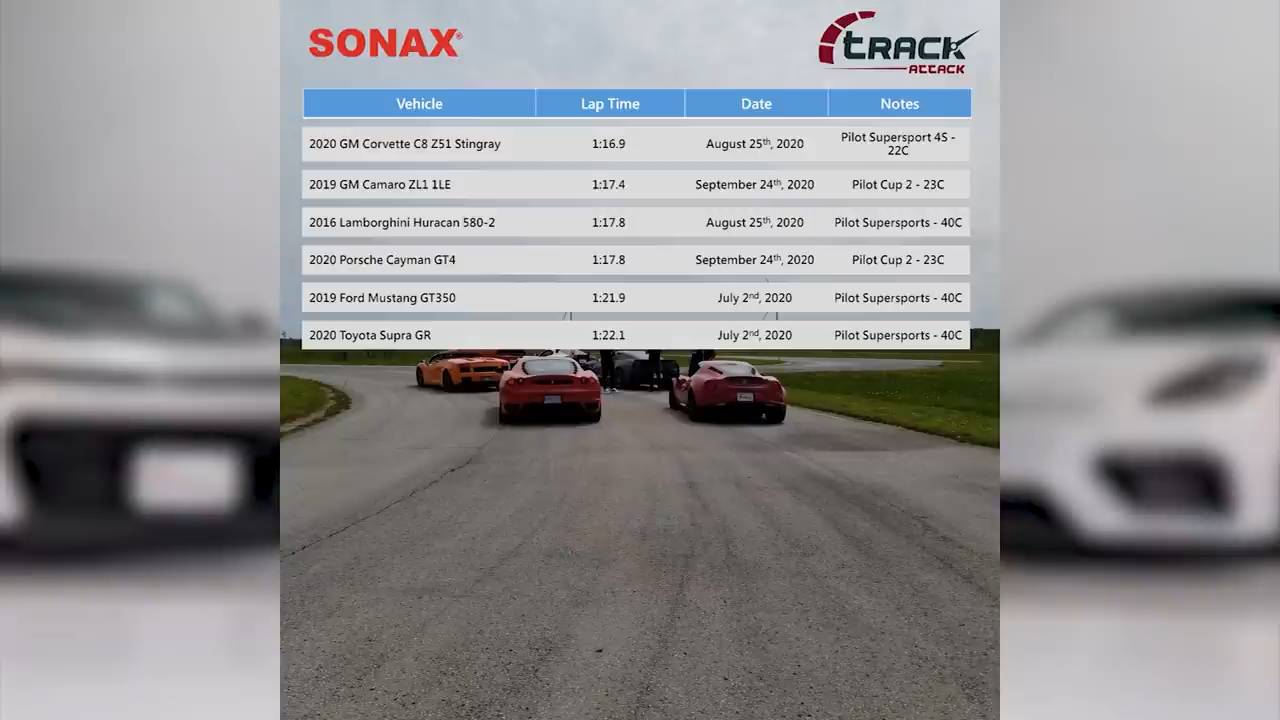 SONAX®
TRACK
ATTACK
Vehicle Lap Time Date Notes
2020 GM Corvette C8 Z51 Stingray 1:16.9 August 25th, 2020 Pilot Supersport 4S -
22C
2019 GM Camaro ZL1 1LE 1:17.4 September 24th, 2020 Pilot Cup 2 - 23C
2016 Lamborghini Huracan 580-2 1:17.8 August 25th, 2020 Pilot Supersports - 40C
2020 Porsche Cayman GT4 1:17.8 September 24th, 2020 Pilot Cup 2 - 23C
2019 Ford Mustang GT350 1:21.9 July 2nd, 2020 Pilot Supersports - 40C
2020 Toyota Supra GR 1:22.1 July 2nd, 2020 Pilot Supersports - 40C